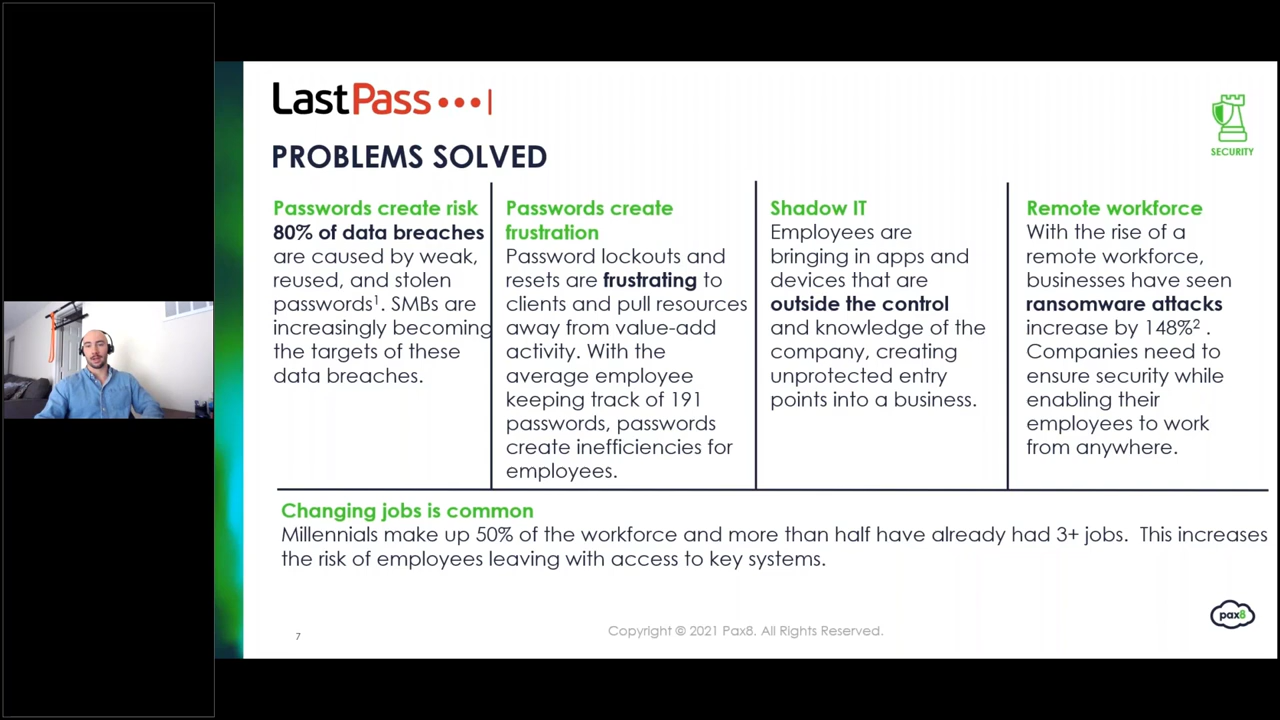 LastPass
PROBLEMS SOLVED
SECURITY
Passwords create risk
80% of data breaches
are caused by weak,
reused, and stolen
passwords¹. SMBs are
increasingly becoming
the targets of these
data breaches.
Passwords create
frustration
Password lockouts and
resets are frustrating to
clients and pull resources
away from value-add
activity. With the
average employee
keeping track of 191
passwords, passwords
create inefficiencies for
employees.
Shadow IT
Employees are
bringing in apps and
devices that are
outside the control
and knowledge of the
company, creating
unprotected entry
points into a business.
Remote workforce
With the rise of a
remote workforce,
businesses have seen
ransomware attacks
increase by 148%² .
Companies need to
ensure security while
enabling their
employees to work
from anywhere.
Changing jobs is common
Millennials make up 50% of the workforce and more than half have already had 3+ jobs.  This increases
the risk of employees leaving with access to key systems.
7
Copyright © 2021 Pax8. All Rights Reserved.
pax8